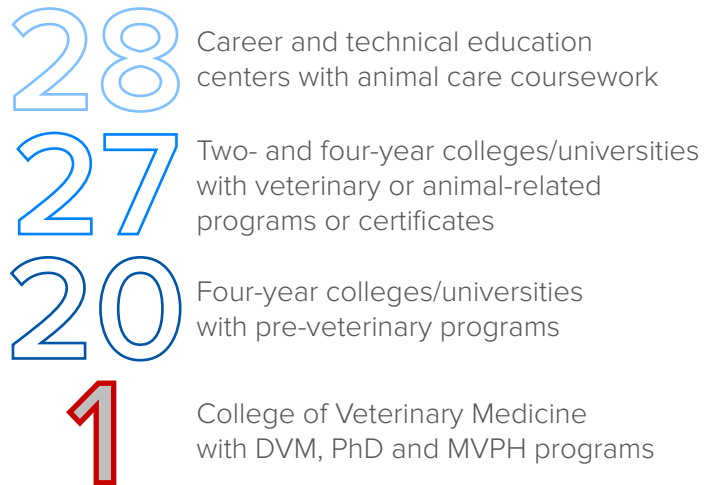 28
Career and technical education
centers with animal care coursework
27
Two- and four-year colleges/universities
with veterinary or animal-related
programs or certificates
20
Four-year colleges/universities
with pre-veterinary programs
1
College of Veterinary Medicine
with DVM, PhD and MVPH programs